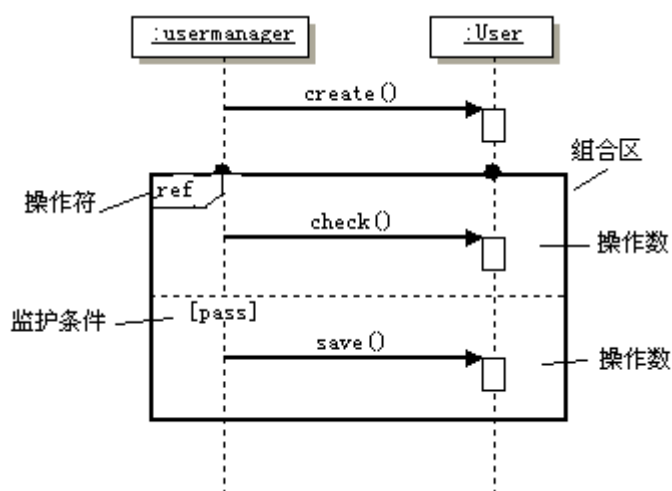 :usermanager
:User
create()
组合区
ref
操作符
check()
操作数
监护条件
[pass]
save()
操作数